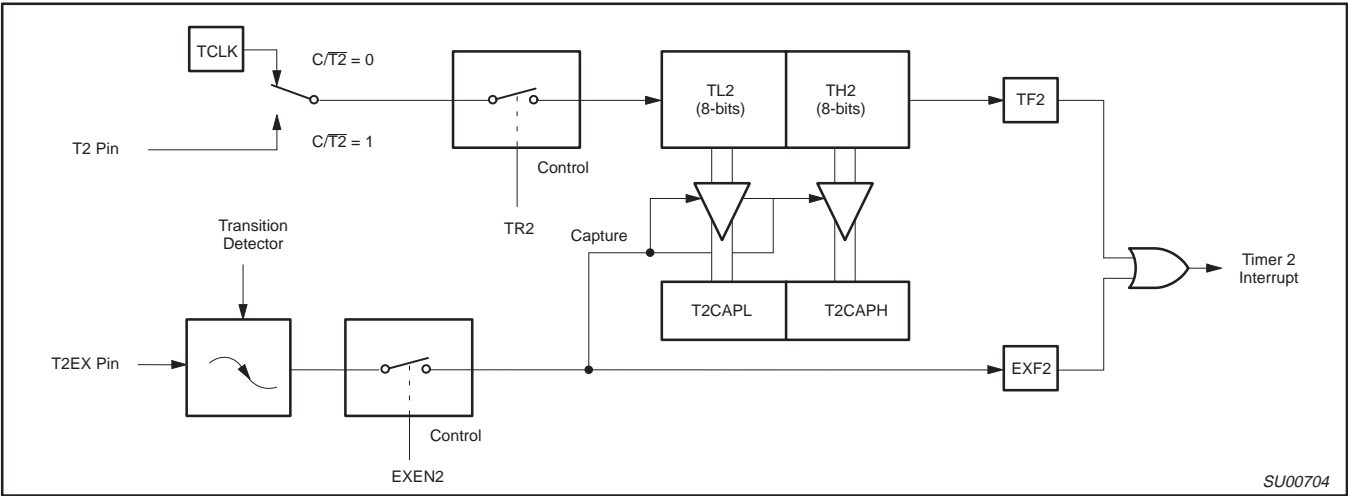 TCLK
C/T2 = 0
C/T2 = 1
T2 Pin
Control
TR2
TL2
(8-bits)
TH2
(8-bits)
TF2
Transition
Detector
Capture
T2CAPL
T2CAPH
Timer 2
Interrupt
T2EX Pin
Control
EXEN2
EXF2
SU00704